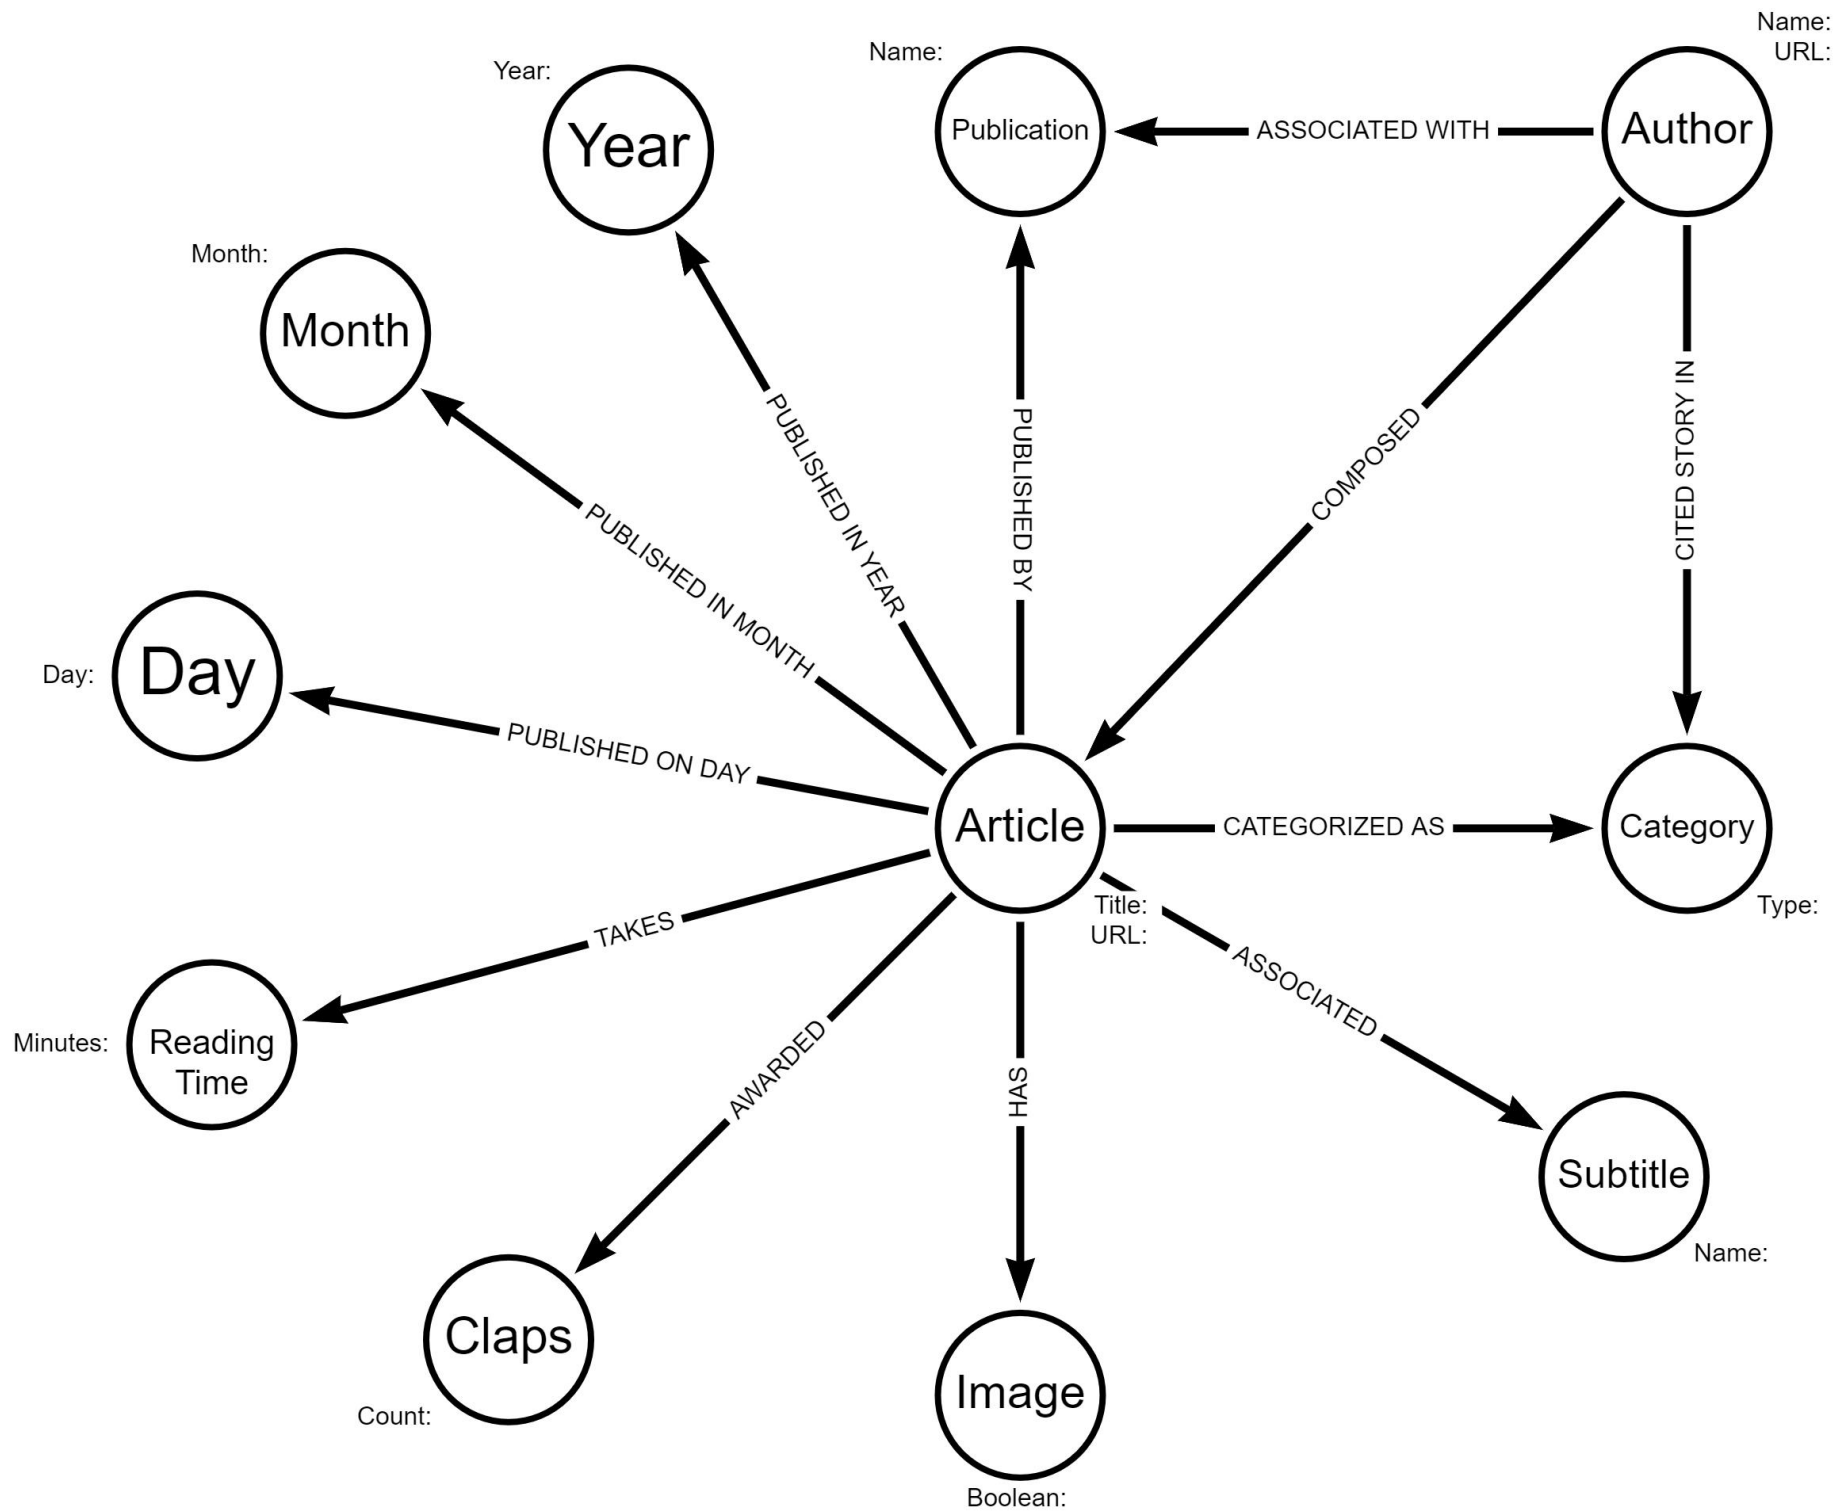 Name:
URL:
Name:
Year:
Publication
ASSOCIATED WITH
Author
Year
Month:
Month
PUBLISHED IN YEAR
PUBLISHED BY
COMPOSED
CITED STORY IN
PUBLISHED IN MONTH
Day:
Day
PUBLISHED ON DAY
Article
CATEGORIZED AS
Category
Title:
URL:
Type:
TAKES
ASSOCIATED
Minutes:
Reading
Time
AWARDED
HAS
Subtitle
Name:
Claps
Count:
Image
Boolean: